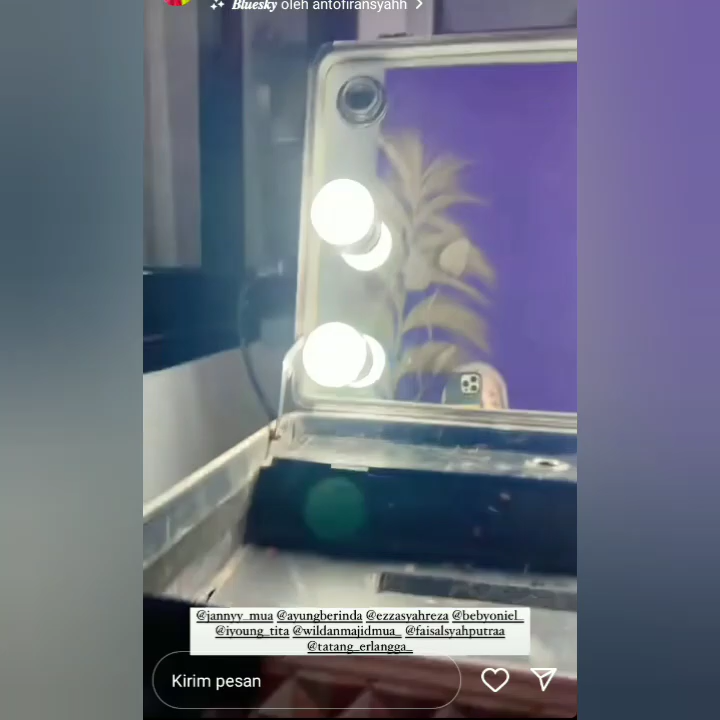 Bluesky oleh antofiransyahh
@jannyy_mua @ayungberinda @ezzasyahreza @bebyoniel_
@iyoung_tita @wildanmajidmua_ @faisalsyahputraa
@tatang_erlangga_
Kirim pesan